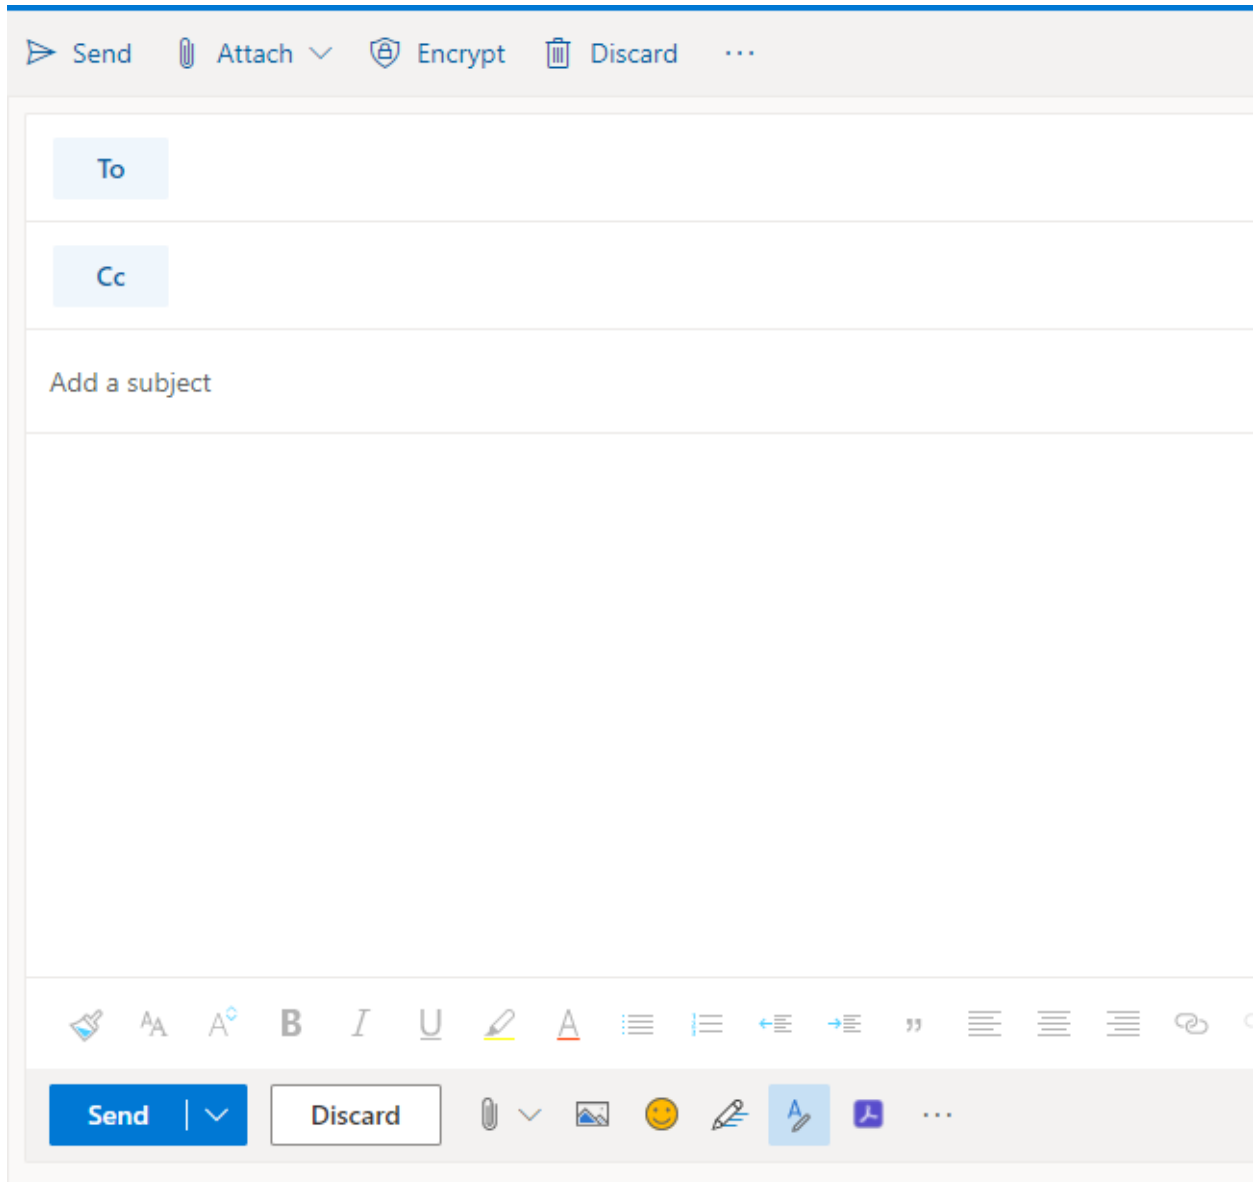 Send Attach Encrypt Discard ...
To
Cc
Add a subject
B I U A ”
Send Discard ...